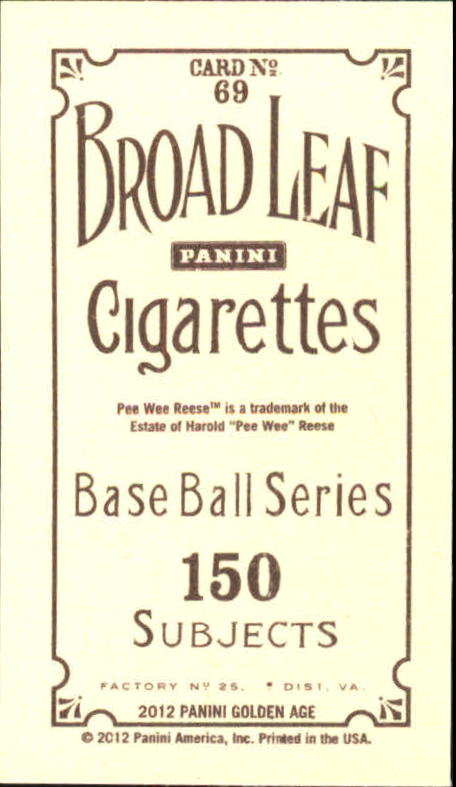 CARD Nº
69
BROAD LEAF
PANINI
Cigarettes
Pee Wee Reese™ is a trademark of the
Estate of Harold "Pee Wee" Reese
Base Ball Series
150
SUBJECTS
FACTORY Nº 25. * DIST. VA.
2012 PANINI GOLDEN AGE
© 2012 Panini America, Inc. Printed in the USA.